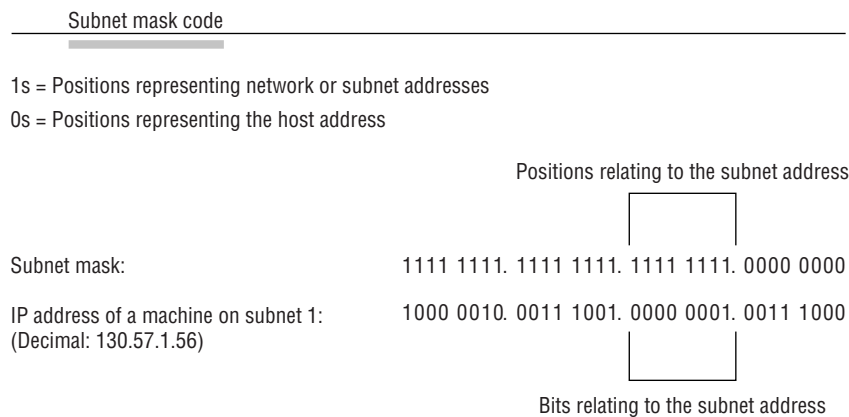 Subnet mask code
1s = Positions representing network or subnet addresses
0s = Positions representing the host address
Positions relating to the subnet address
Subnet mask: 1111 1111. 1111 1111. 1111 1111. 0000 0000
IP address of a machine on subnet 1: 1000 0010. 0011 1001. 0000 0001. 0011 1000
(Decimal: 130.57.1.56)
Bits relating to the subnet address